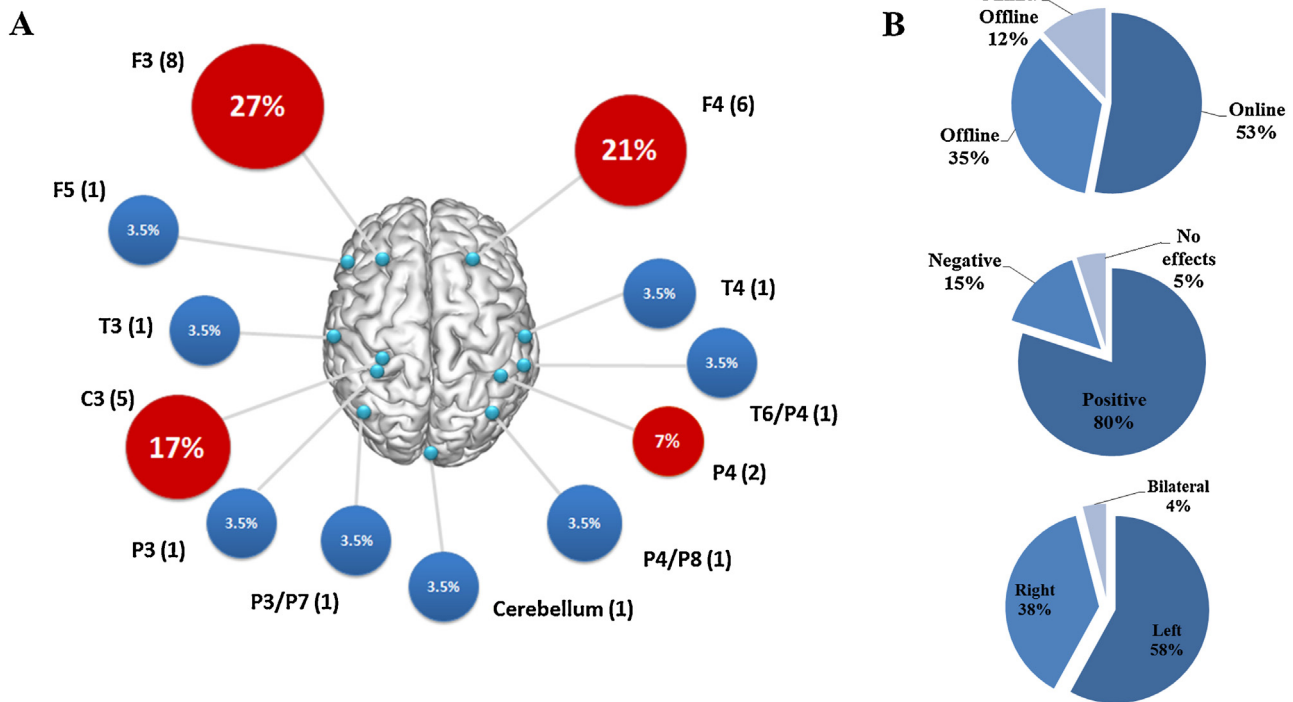 A
F3 (8)
27%
F4 (6)
21%
F5 (1)
3.5%
T4 (1)
3.5%
T3 (1)
3.5%
3.5%
T6/P4 (1)
C3 (5)
17%
7%
P4 (2)
P3 (1)
3.5%
3.5%
P3/P7 (1)
3.5%
Cerebellum (1)
3.5%
P4/P8 (1)
B
Offline
12%
Online
53%
Offline
35%
Negative
15%
No
effects
5%
Positive
80%
Bilateral
4%
Right
38%
Left
58%